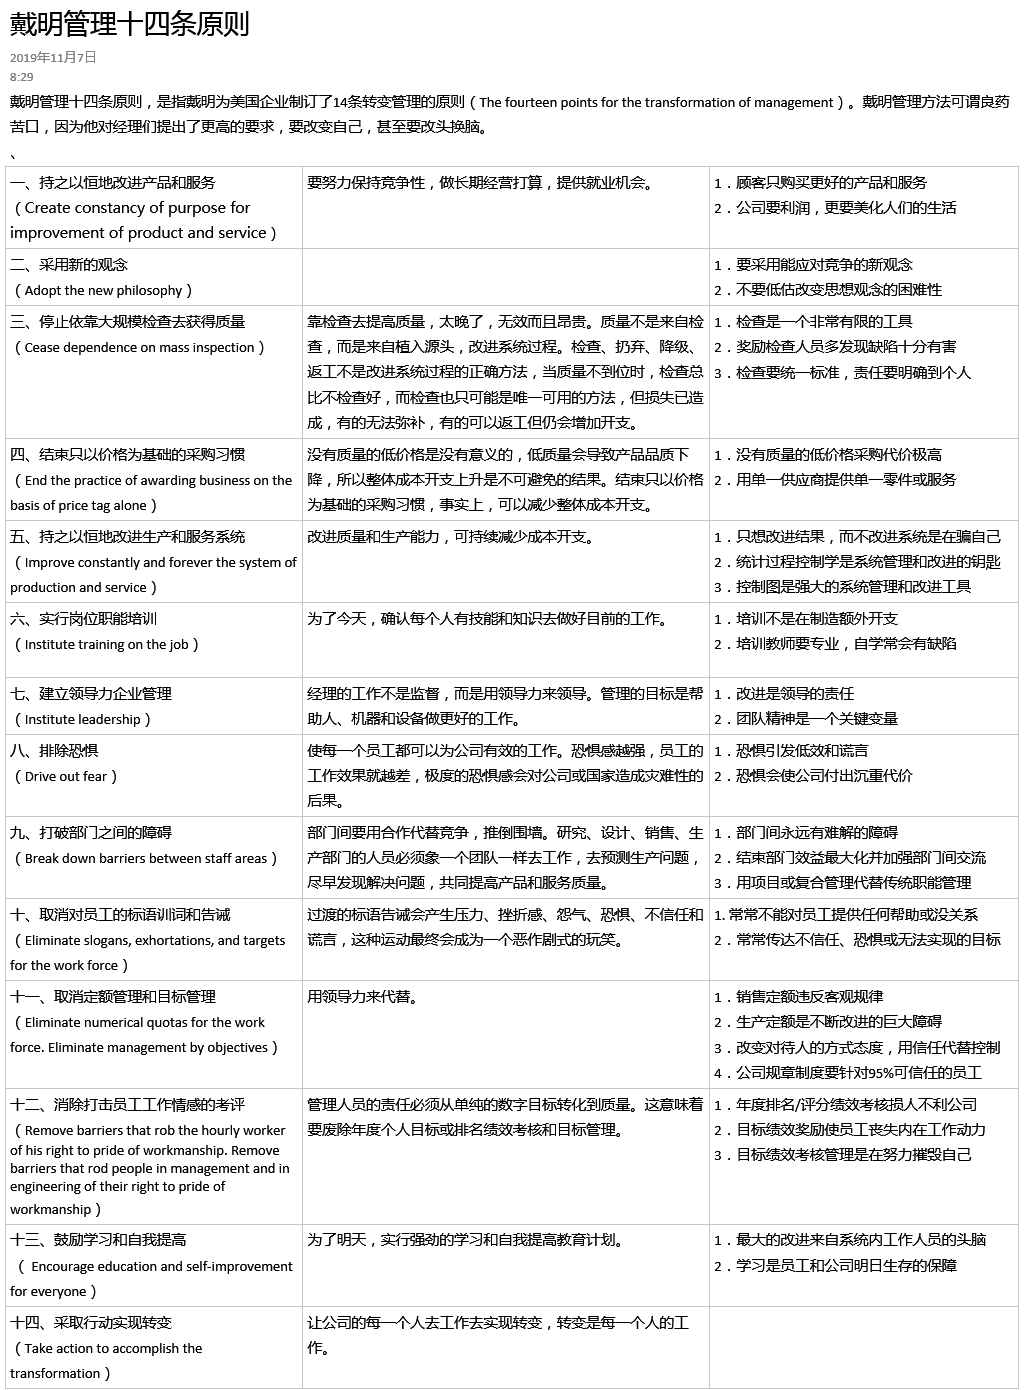 戴明管理十四条原则
2019年11月7日
8:29
戴明管理十四条原则，是指戴明为美国企业制订了14条转变管理的原则（The fourteen points for the transformation of management）。戴明管理方法可谓良药
苦口，因为他对经理们提出了更高的要求，要改变自己，甚至要改头换脑。
、
一、持之以恒地改进产品和服务
（Create constancy of purpose for
improvement of product and service）
要努力保持竞争性，做长期经营打算，提供就业机会。
1．顾客只购买更好的产品和服务
2．公司要利润，更要美化人们的生活
二、采用新的观念
（Adopt the new philosophy）
1．要采用能应对竞争的新观念
2．不要低估改变思想观念的困难性
三、停止依靠大规模检查去获得质量
（Cease dependence on mass inspection）
靠检查去提高质量，太晚了，无效而且昂贵。质量不是来自检
查，而是来自植入源头，改进系统过程。检查、扔弃、降级、
返工不是改进系统过程的正确方法，当质量不到位时，检查总
比不检查好，而检查也只可能是唯一可用的方法，但损失已造
成，有的无法弥补，有的可以返工但仍会增加开支。
1．检查是一个非常有限的工具
2．奖励检查人员多发现缺陷十分有害
3．检查要统一标准，责任要明确到个人
四、结束只以价格为基础的采购习惯
（End the practice of awarding business on the
basis of price tag alone）
没有质量的低价格是没有意义的，低质量会导致产品品质下
降，所以整体成本开支上升是不可避免的结果。结束只以价格
为基础的采购习惯，事实上，可以减少整体成本开支。
1．没有质量的低价格采购代价极高
2．用单一供应商提供单一零件或服务
五、持之以恒地改进生产和服务系统
（Improve constantly and forever the system of
production and service）
改进质量和生产能力，可持续减少成本开支。
1．只想改进结果，而不改进系统是在骗自己
2．统计过程控制学是系统管理和改进的钥匙
3．控制图是强大的系统管理和改进工具
六、实行岗位职能培训
（Institute training on the job）
为了今天，确认每个人有技能和知识去做好目前的工作。
1．培训不是在制造额外开支
2．培训教师要专业，自学常会有缺陷
七、建立领导力企业管理
（Institute leadership）
经理的工作不是监督，而是用领导力来领导。管理的目标是帮
助人、机器和设备做更好的工作。
1．改进是领导的责任
2．团队精神是一个关键变量
八、排除恐惧
（Drive out fear）
使每一个员工都可以为公司有效的工作。恐惧感越强，员工的
工作效果就越差，极度的恐惧感会对公司或国家造成灾难性的
后果。
1．恐惧引发低效和谎言
2．恐惧会使公司付出沉重代价
九、打破部门之间的障碍
（Break down barriers between staff areas）
部门间要用合作代替竞争，推倒围墙。研究、设计、销售、生
产部门的人员必须象一个团队一样去工作，去预测生产问题，
尽早发现解决问题，共同提高产品和服务质量。
1．部门间永远有难解的障碍
2．结束部门效益最大化并加强部门间交流
3．用项目或复合管理代替传统职能管理
十、取消对员工的标语训词和告诫
（Eliminate slogans, exhortations, and targets
for the work force）
过渡的标语告诫会产生压力、挫折感、怨气、恐惧、不信任和
谎言，这种运动最终会成为一个恶作剧式的玩笑。
1. 常常不能对员工提供任何帮助或没关系
2．常常传达不信任、恐惧或无法实现的目标
十一、取消定额管理和目标管理
（Eliminate numerical quotas for the work
force. Eliminate management by objectives）
用领导力来代替。
1．销售定额违反客观规律
2．生产定额是不断改进的巨大障碍
3．改变对待人的方式态度，用信任代替控制
4．公司规章制度要针对95%可信任的员工
十二、消除打击员工工作情感的考评
（Remove barriers that rob the hourly worker
of his right to pride of workmanship. Remove
barriers that rod people in management and in
engineering of their right to pride of
workmanship）
管理人员的责任必须从单纯的数字目标转化到质量。这意味着
要废除年度个人目标或排名绩效考核和目标管理。
1．年度排名/评分绩效考核损人不利公司
2．目标绩效奖励使员工丧失内在工作动力
3．目标绩效考核管理是在努力摧毁自己
十三、鼓励学习和自我提高
（ Encourage education and self-improvement
for everyone）
为了明天，实行强劲的学习和自我提高教育计划。
1．最大的改进来自系统内工作人员的头脑
2．学习是员工和公司明日生存的保障
十四、采取行动实现转变
（Take action to accomplish the
transformation）
让公司的每一个人去工作去实现转变，转变是每一个人的工
作。